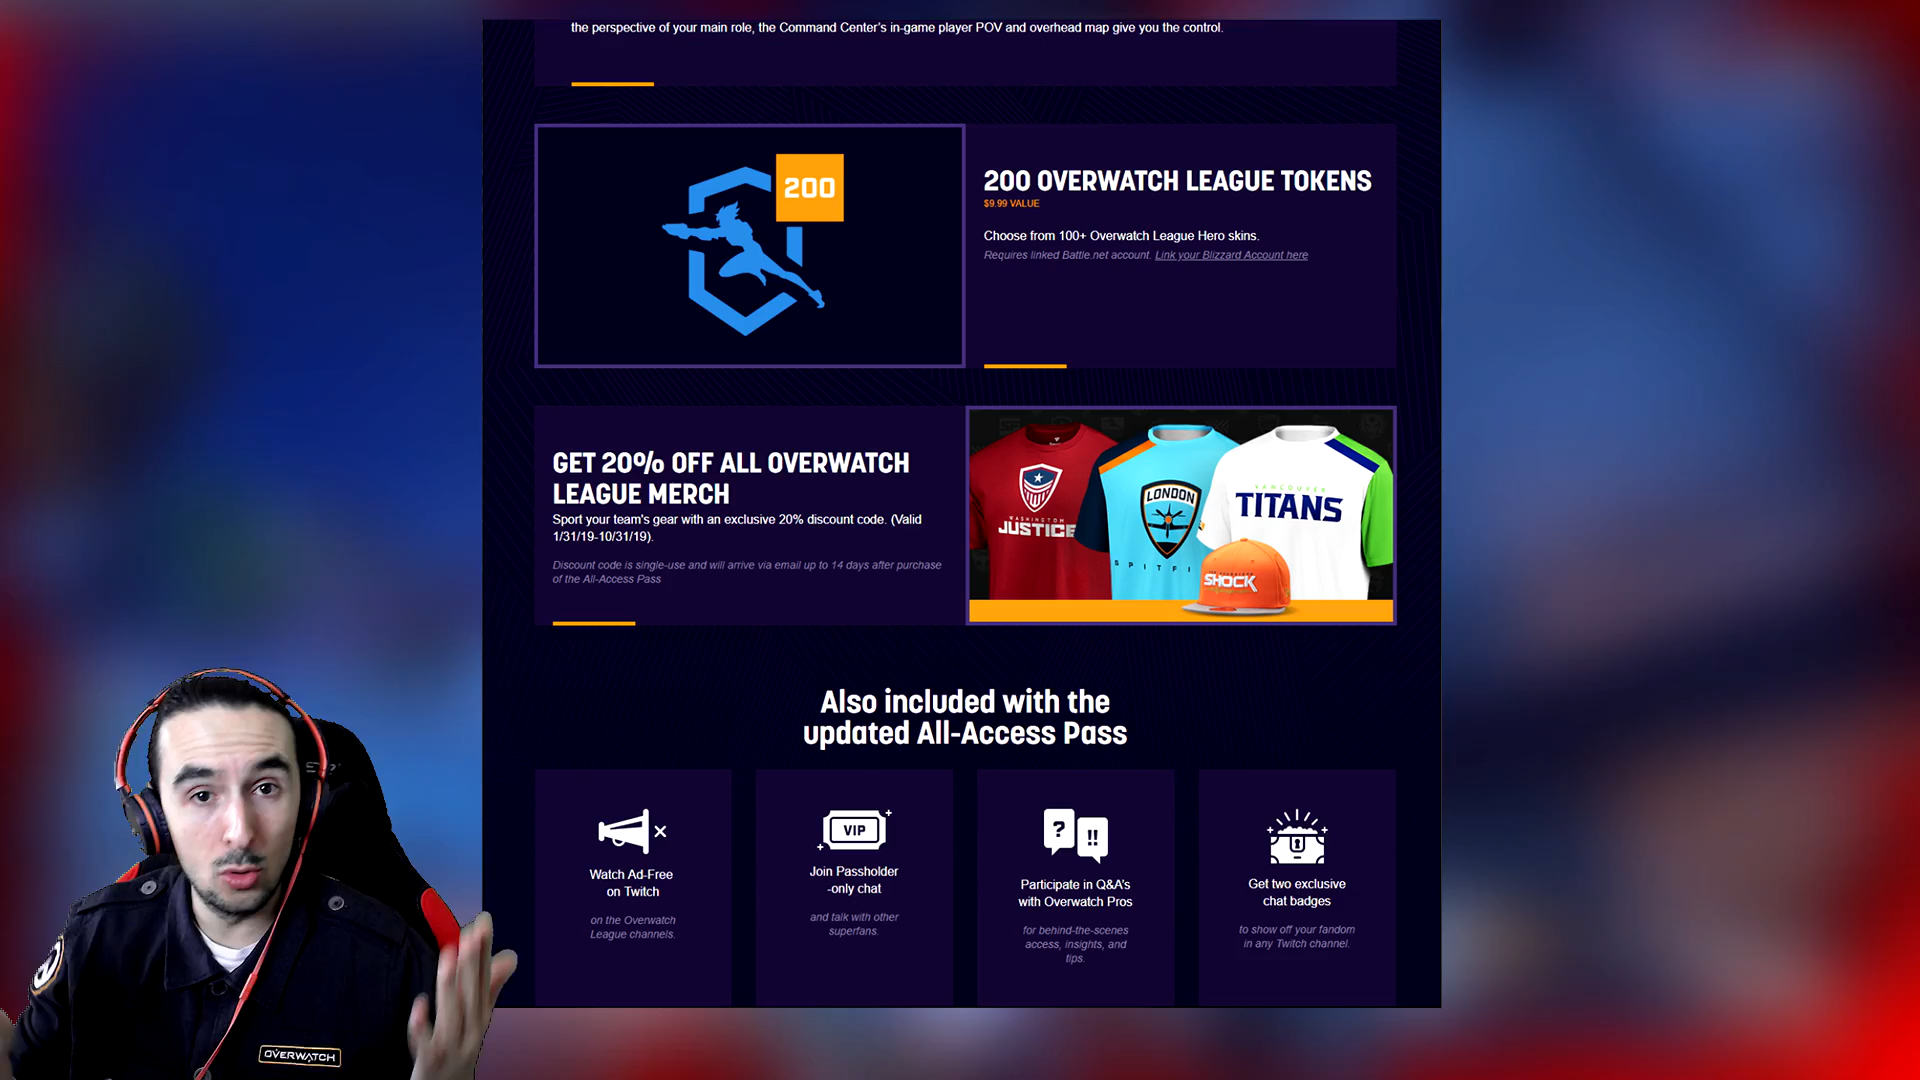 the perspective of your main role, the Command Center's in-game player POV and overhead map give you the control.
200
200 OVERWATCH LEAGUE TOKENS
$9.99 VALUE
Choose from 100+ Overwatch League Hero skins.
Requires linked Battle.net account. Link your Blizzard Account here
GET 20% OFF ALL OVERWATCH
LEAGUE MERCH
Sport your team's gear with an exclusive 20% discount code. (Valid
1/31/19-10/31/19).
Discount code is single-use and will arrive via email up to 14 days after purchase
of the All-Access Pass
WASHINGTON
JUSTICE
LONDON
SPITFI
VANCOUVER
TITANS
SHOCK
Also included with the
updated All-Access Pass
Watch Ad-Free
on Twitch
on the Overwatch
League channels.
VIP
Join Passholder
-only chat
and talk with other
superfans.
?
!!
Participate in Q&A's
with Overwatch Pros
for behind-the-scenes
access, insights, and
tips.
Get two exclusive
chat badges
to show off your fandom
in any Twitch channel.
OVERWATCH